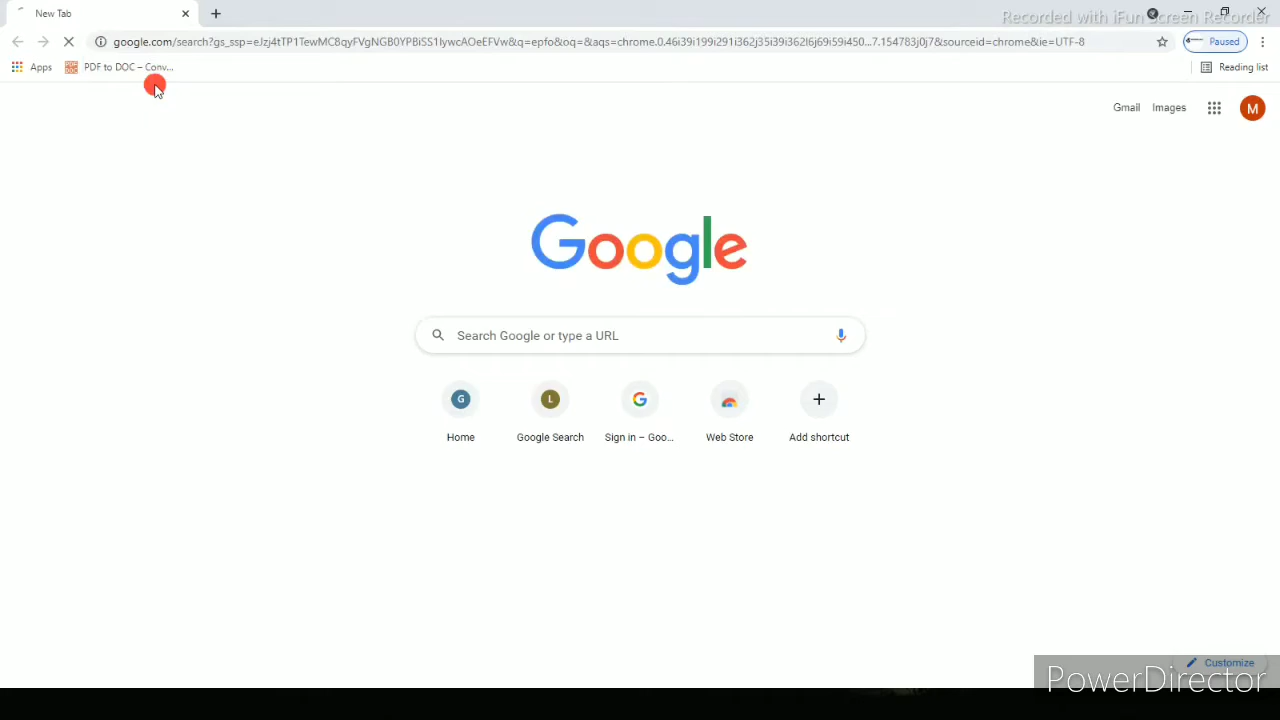 New Tab
Recorded with iFun Screen Recorder
google.com/search?gs_ssp=eJzj4tTP1TewMC8qyFVgNGB0YPBiSS1IywcAOeEFVw&q=epfo&oq=&aqs=chrome.0.46i39i199i291i362j35i39i362l6j69i59i450...7.154783j0j7&sourceid=chrome&ie=UTF-8
Paused
Apps
PDF to DOC – Conv...
Reading list
Gmail
Images
M
Google
Search Google or type a URL
G
L
Home
Google Search
Sign in – Goo...
Web Store
Add shortcut
Customize
PowerDirector